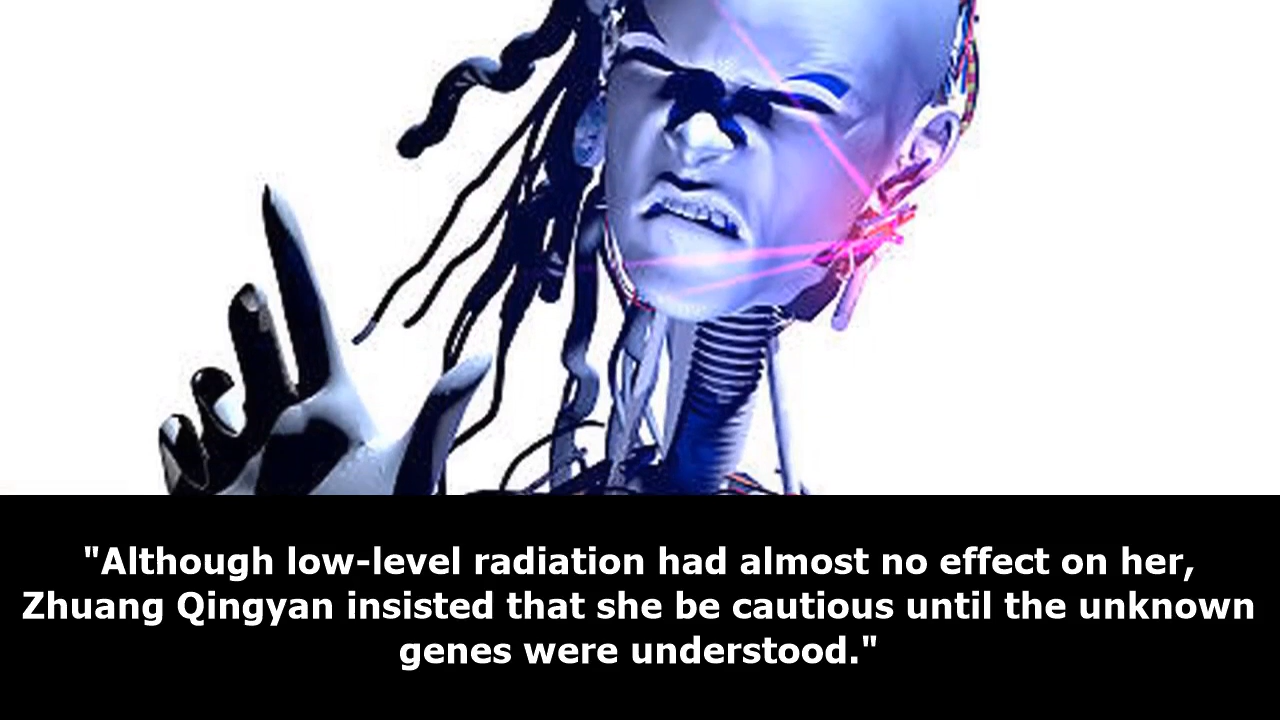 "Although low-level radiation had almost no effect on her,
Zhuang Qingyan insisted that she be cautious until the unknown
genes were understood."